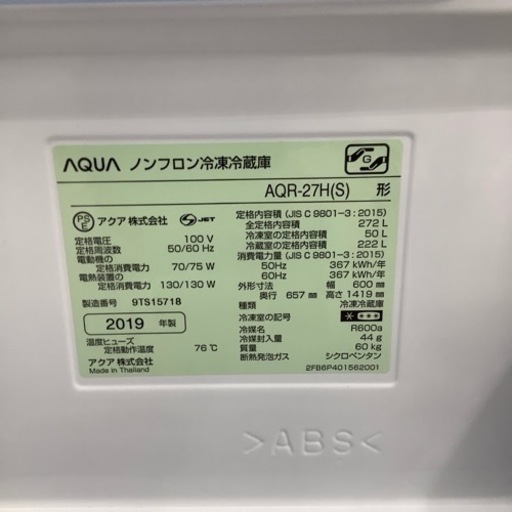 AQUA ノンフロン冷凍冷蔵庫
G
AQR-27H(S) 形
PS E アクア株式会社 S JET
定格電圧 100 V
定格周波数 50/60 Hz
電動機の
定格消費電力 70/75 W
電熱装置の
定格消費電力 130/130 W
製造番号 9TS15718
2019 年製
温度ヒューズ
定格動作温度 76℃
アクア株式会社
Made in Thailand
定格内容積 (JIS C 9801-3 : 2015)
全定格内容積 272 L
冷凍室の定格内容積 50 L
冷蔵室の定格内容積 222 L
消費電力量 (JIS C 9801-3 : 2015)
50Hz 367 kWh/年
60Hz 367 kWh/年
外形寸法 幅 600 ㎜
奥行 657 ㎜ 高さ 1419 ㎜
種類 冷凍冷蔵庫
冷凍室の記号
冷媒名 R600a
冷媒封入量 44 g
質量 60 kg
断熱発泡ガス シクロペンタン
2FB6P401562001
>ABS<